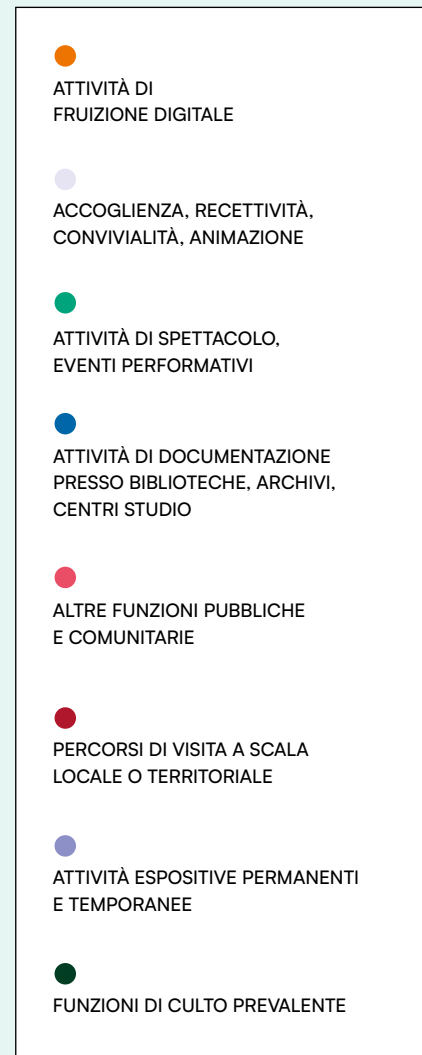 ATTIVITÀ DI
FRUIZIONE DIGITALE
ACCOGLIENZA, RECETTIVITÀ,
CONVIVIALITÀ, ANIMAZIONE
ATTIVITÀ DI SPETTACOLO,
EVENTI PERFORMATIVI
ATTIVITÀ DI DOCUMENTAZIONE
PRESSO BIBLIOTECHE, ARCHIVI,
CENTRI STUDIO
ALTRE FUNZIONI PUBBLICHE
E COMUNITARIE
PERCORSI DI VISITA A SCALA
LOCALE O TERRITORIALE
ATTIVITÀ ESPOSITIVE PERMANENTI
E TEMPORANEE
FUNZIONI DI CULTO PREVALENTE